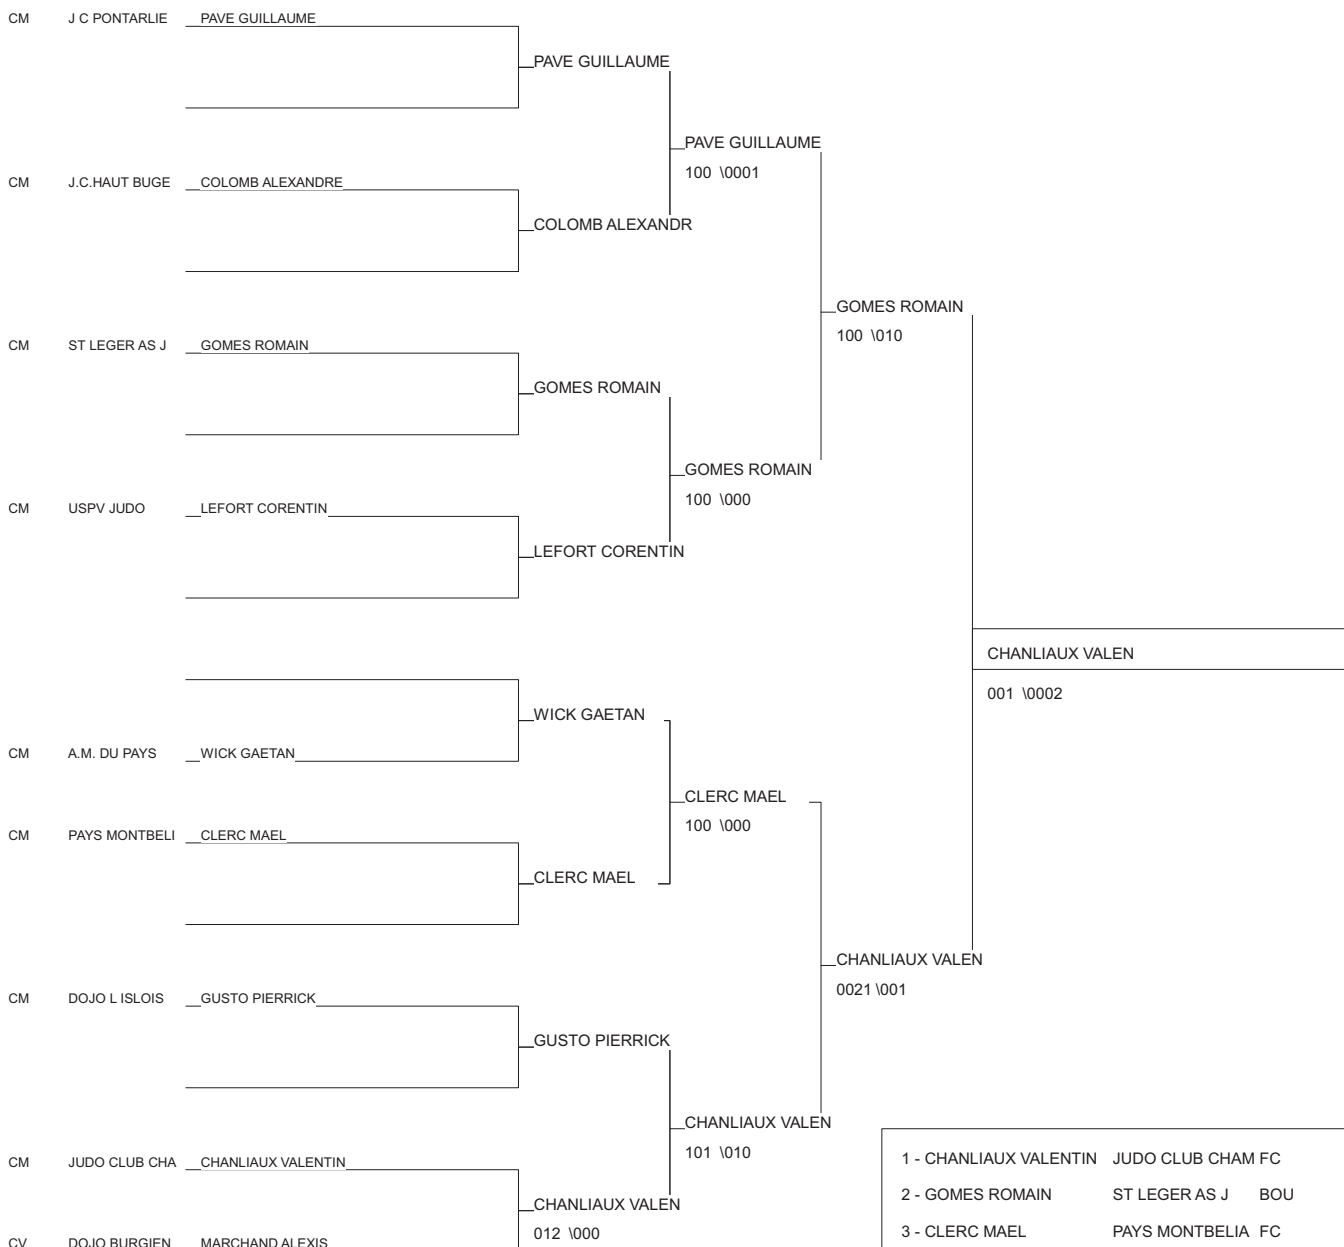 CM J C PONTARLIE PAVE GUILLAUME
PAVE GUILLAUME
PAVE GUILLAUME
100 \0001
CM J.C.HAUT BUGE COLOMB ALEXANDRE
COLOMB ALEXANDR
GOMES ROMAIN
100 \010
CM ST LEGER AS J GOMES ROMAIN
GOMES ROMAIN
GOMES ROMAIN
100 \000
CM USPV JUDO LEFORT CORENTIN
LEFORT CORENTIN
CHANLIAUX VALEN
001 \0002
WICK GAETAN
CM A.M. DU PAYS WICK GAETAN
CLERC MAEL
100 \000
CM PAYS MONTBELI CLERC MAEL
CLERC MAEL
CHANLIAUX VALEN
0021 \001
CM DOJO L ISLOIS GUSTO PIERRICK
GUSTO PIERRICK
CHANLIAUX VALEN
101 \010
CM JUDO CLUB CHA CHANLIAUX VALENTIN
CHANLIAUX VALEN
012 \000
CV DOJO BURGIEN MARCHAND ALEXIS
1 - CHANLIAUX VALENTIN JUDO CLUB CHAM FC
2 - GOMES ROMAIN ST LEGER AS J BOU
3 - CLERC MAEL PAYS MONTBELIA FC